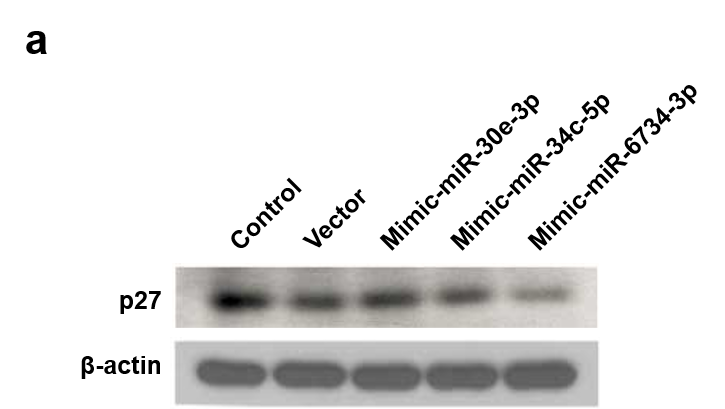 a
Control
Vector
Mimic-miR-30e-3p
Mimic-miR-34c-5p
Mimic-miR-6734-3p
p27
β-actin